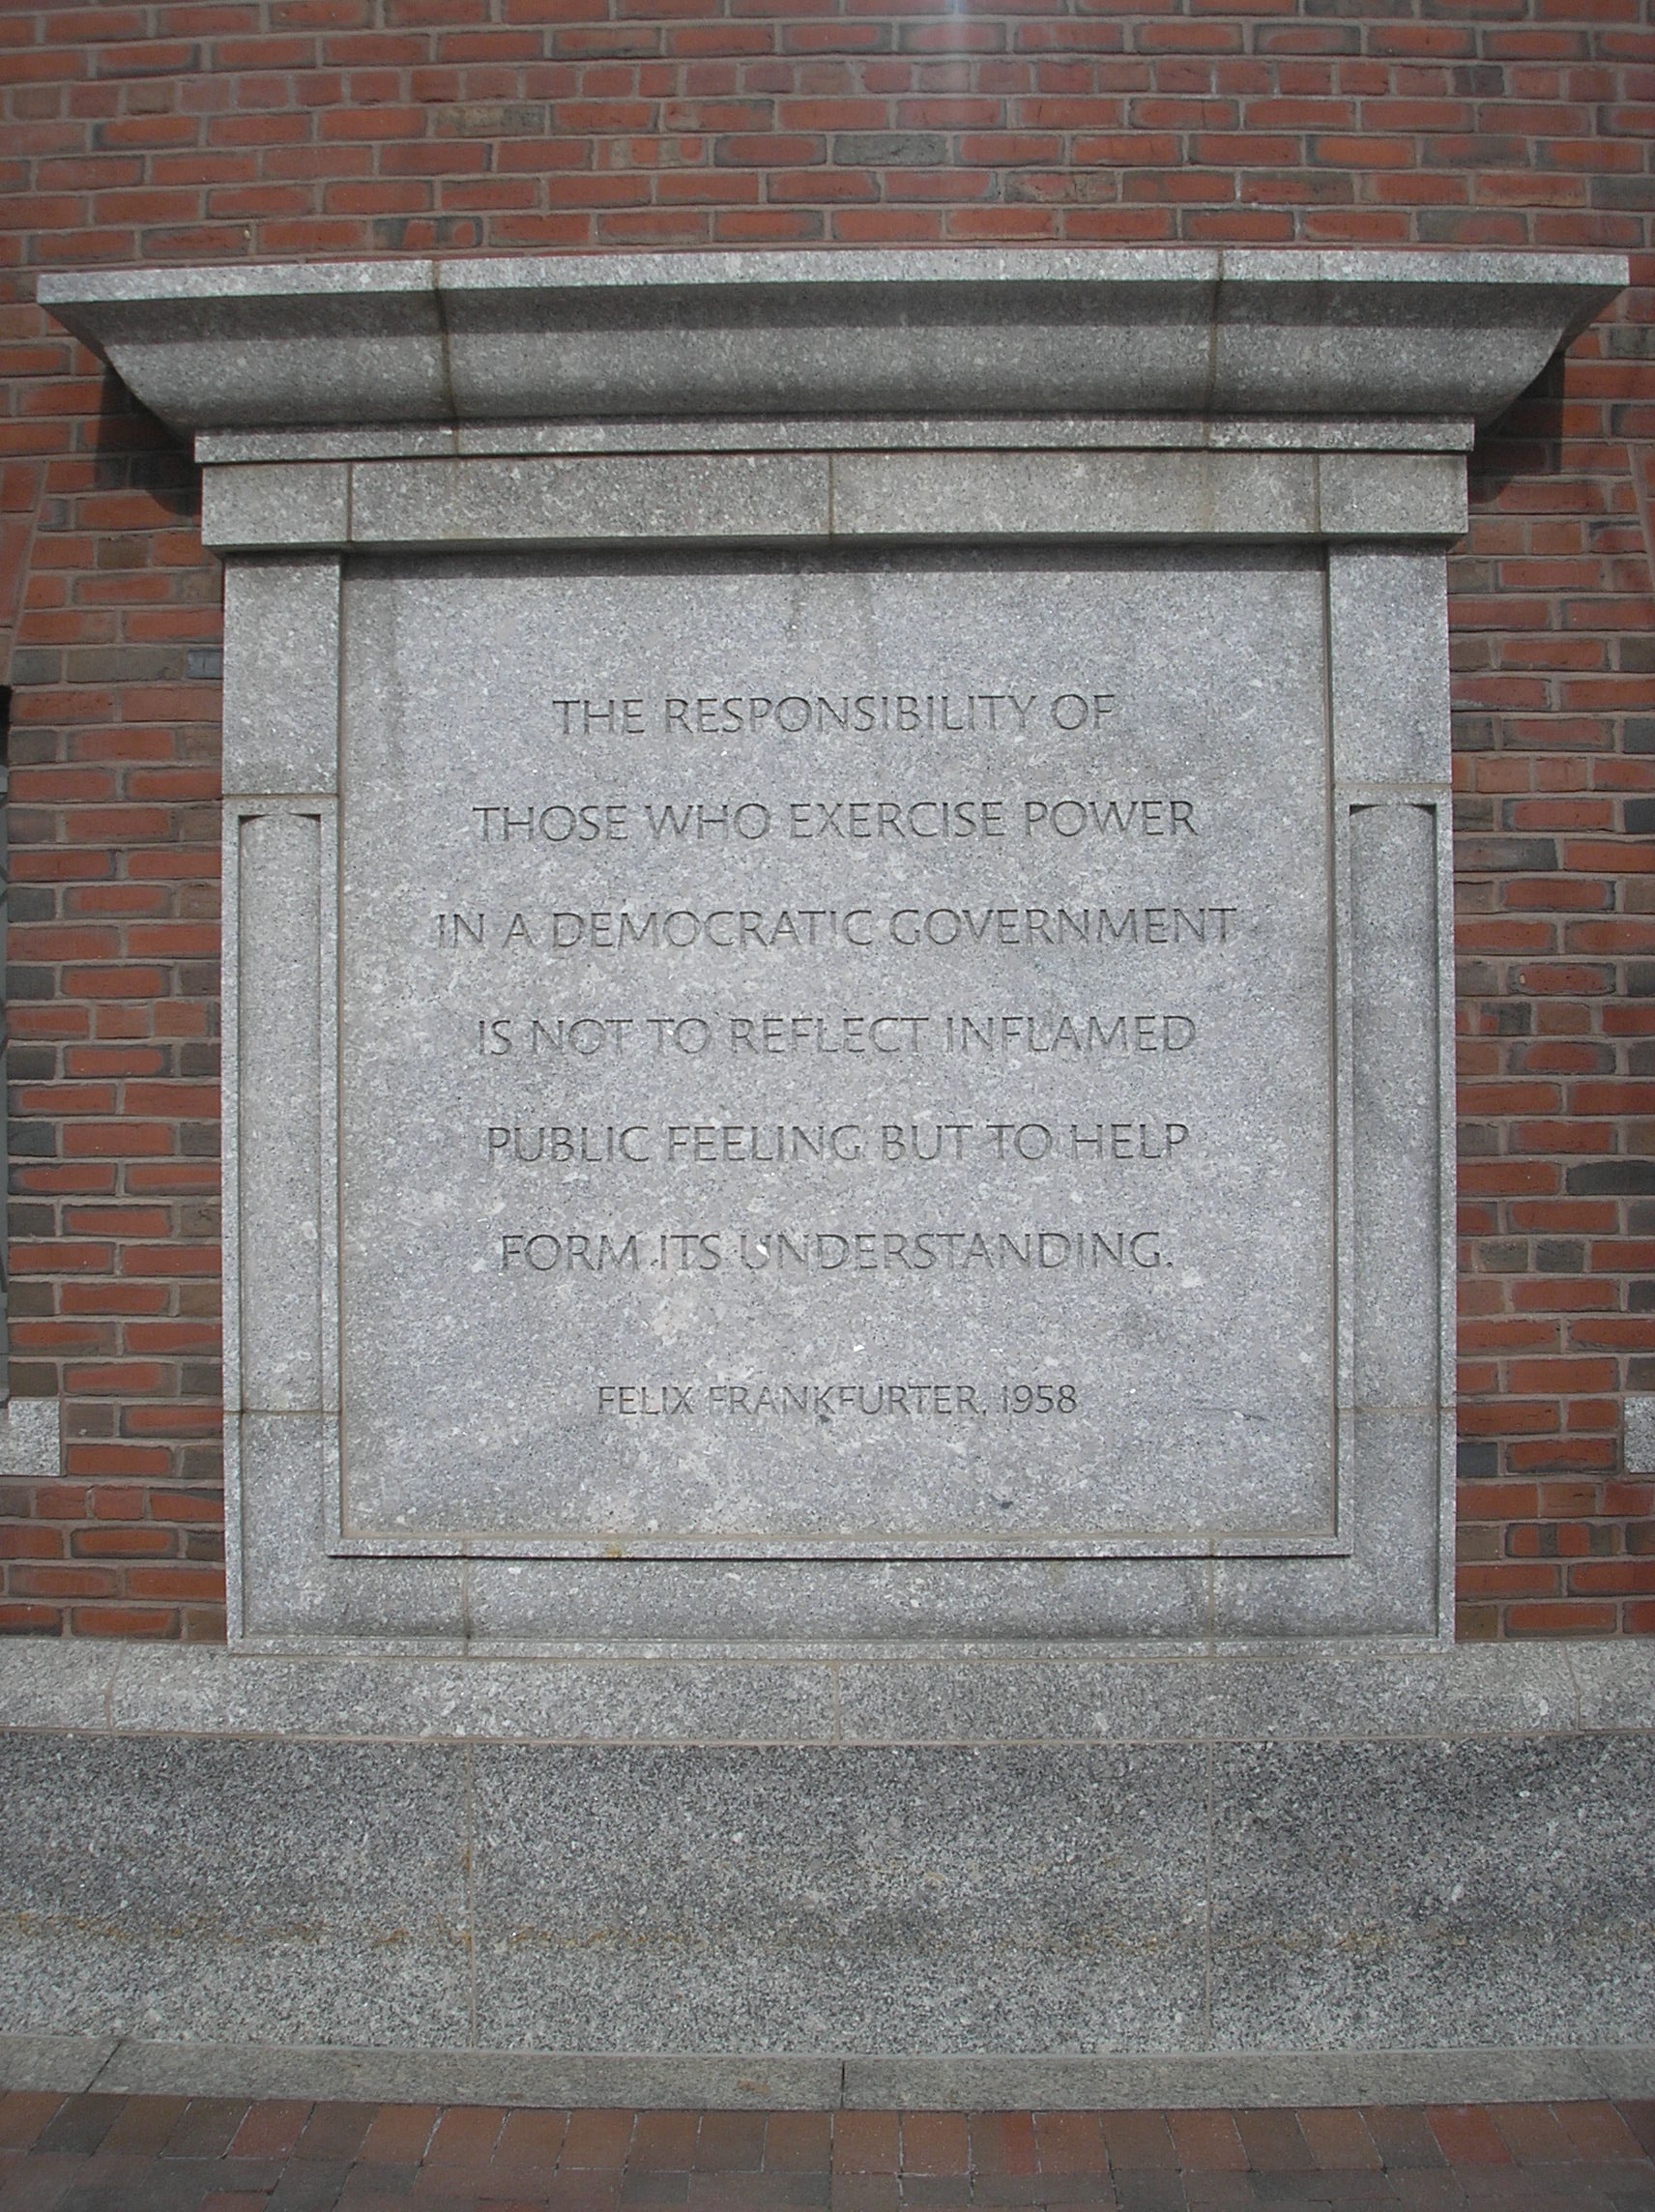 THE RESPONSIBILITY OF
THOSE WHO EXERCISE POWER
IN A DEMOCRATIC GOVERNMENT
IS NOT TO REFLECT INFLAMED
PUBLIC FEELING BUT TO HELP
FORM ITS UNDERSTANDING.
FELIX FRANKFURTER, 1958